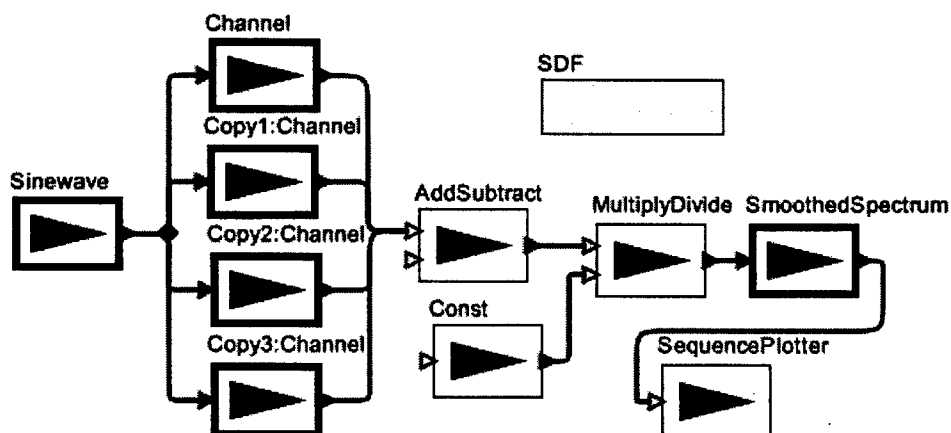 Channel
SDF
Copy1:Channel
Sinewave
AddSubtract
MultiplyDivide
SmoothedSpectrum
Copy2:Channel
Const
Copy3:Channel
SequencePlotter